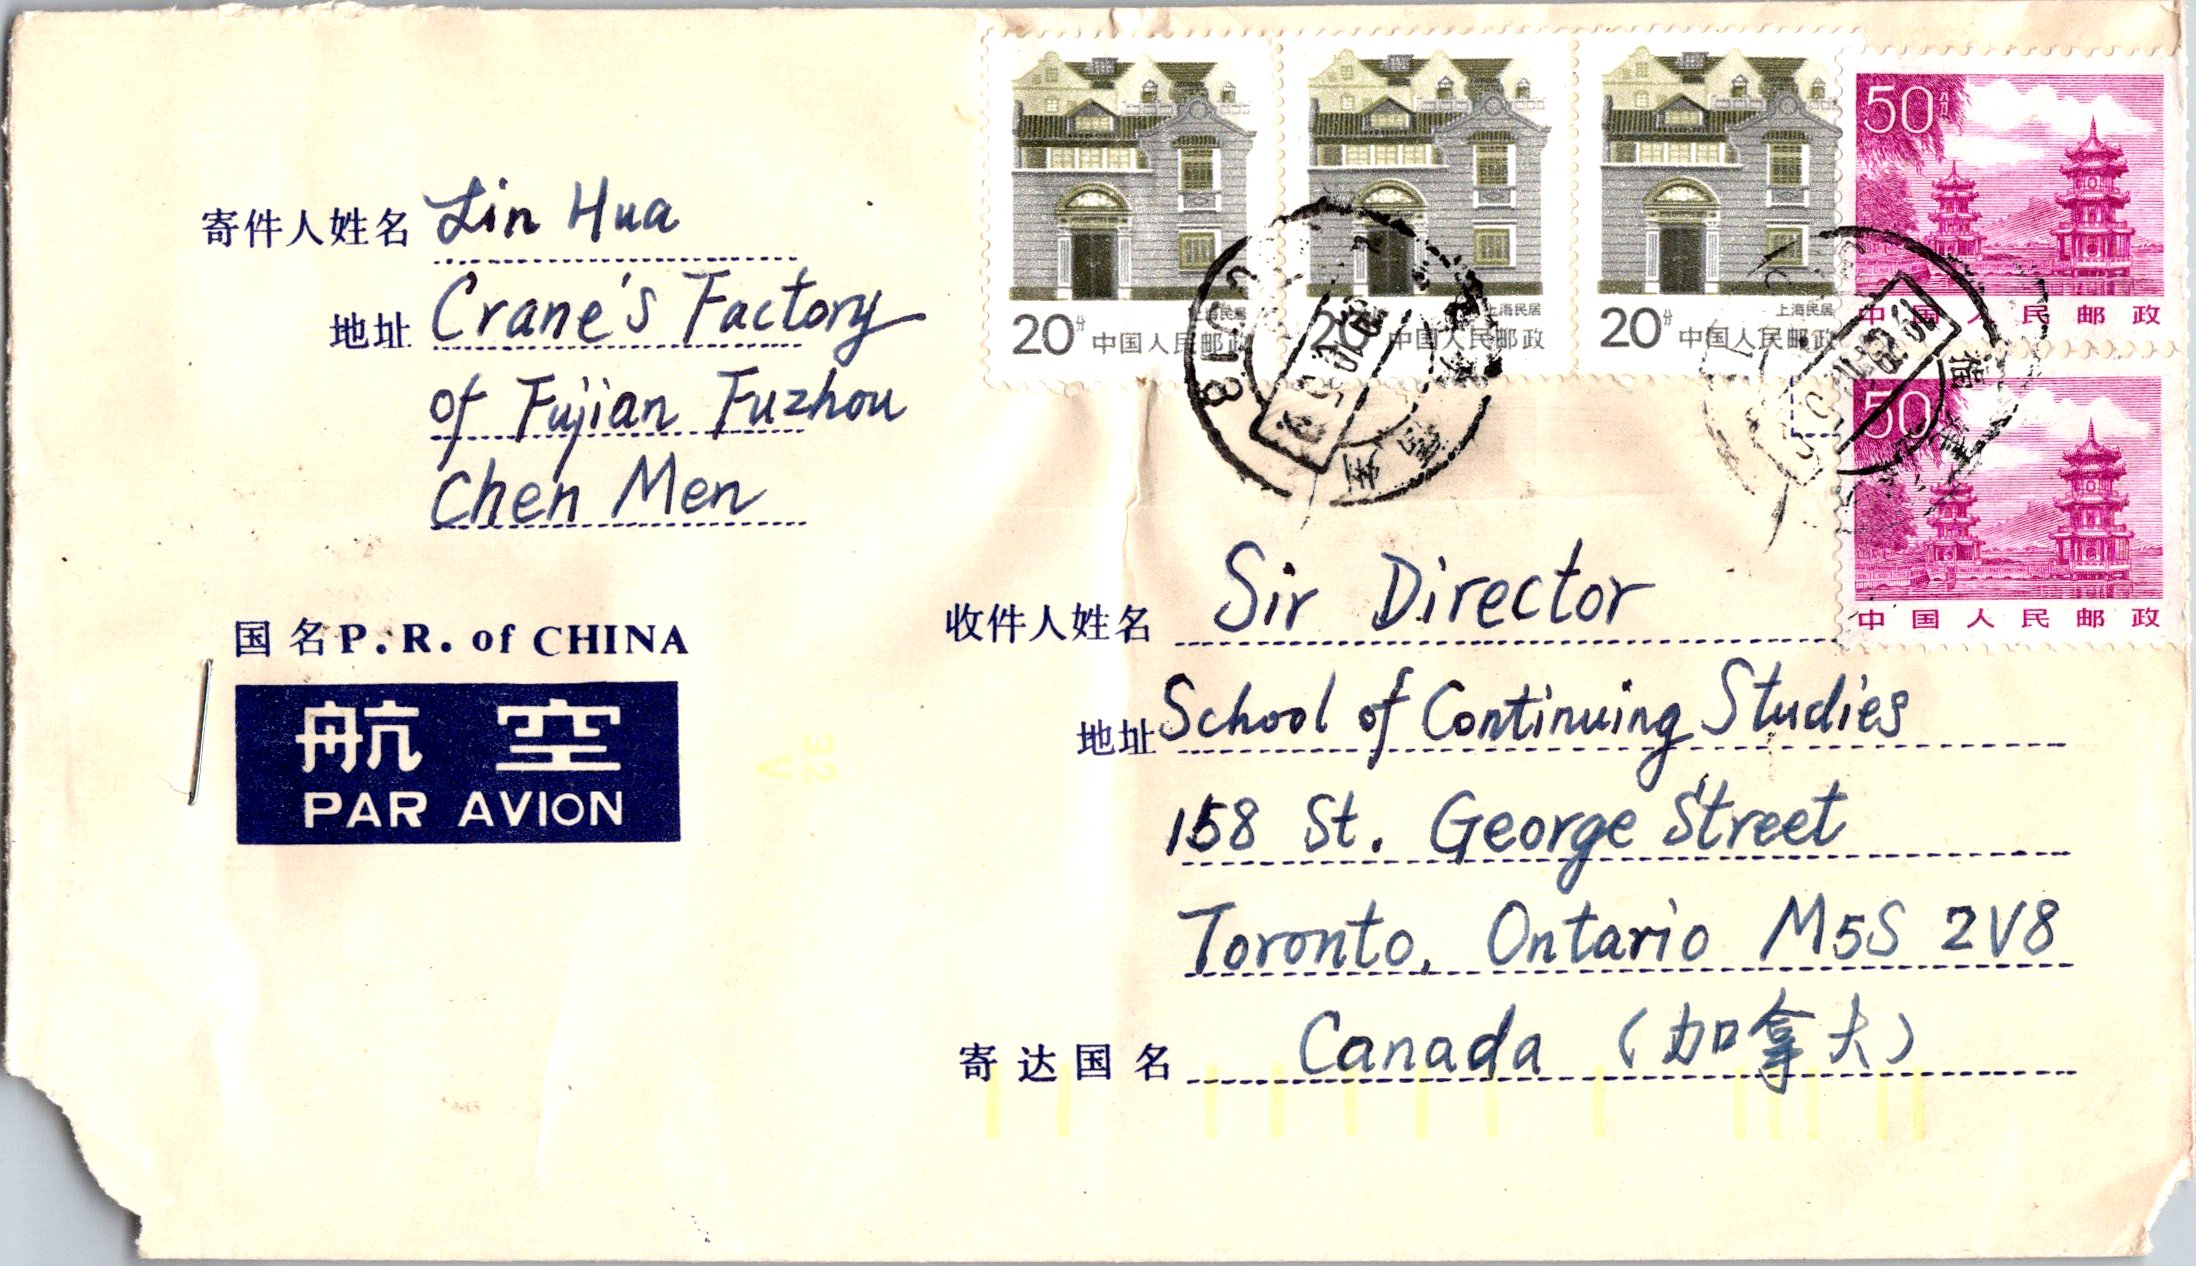 寄件人姓名 Lin Hua
地址 Crane's Factory
of Fujian Fuzhou
Chen Men
国名 P.R. of CHINA
航空
PAR AVION
20分 中国人民邮政 上海民居
20分 中国人民邮政 上海民居
20分 中国人民邮政 上海民居
50分
中国人民邮政
50
中国人民邮政
收件人姓名 Sir Director
地址 School of Continuing Studies
158 St. George Street
Toronto, Ontario M5S 2V8
寄达国名 Canada (加拿大)
32
V